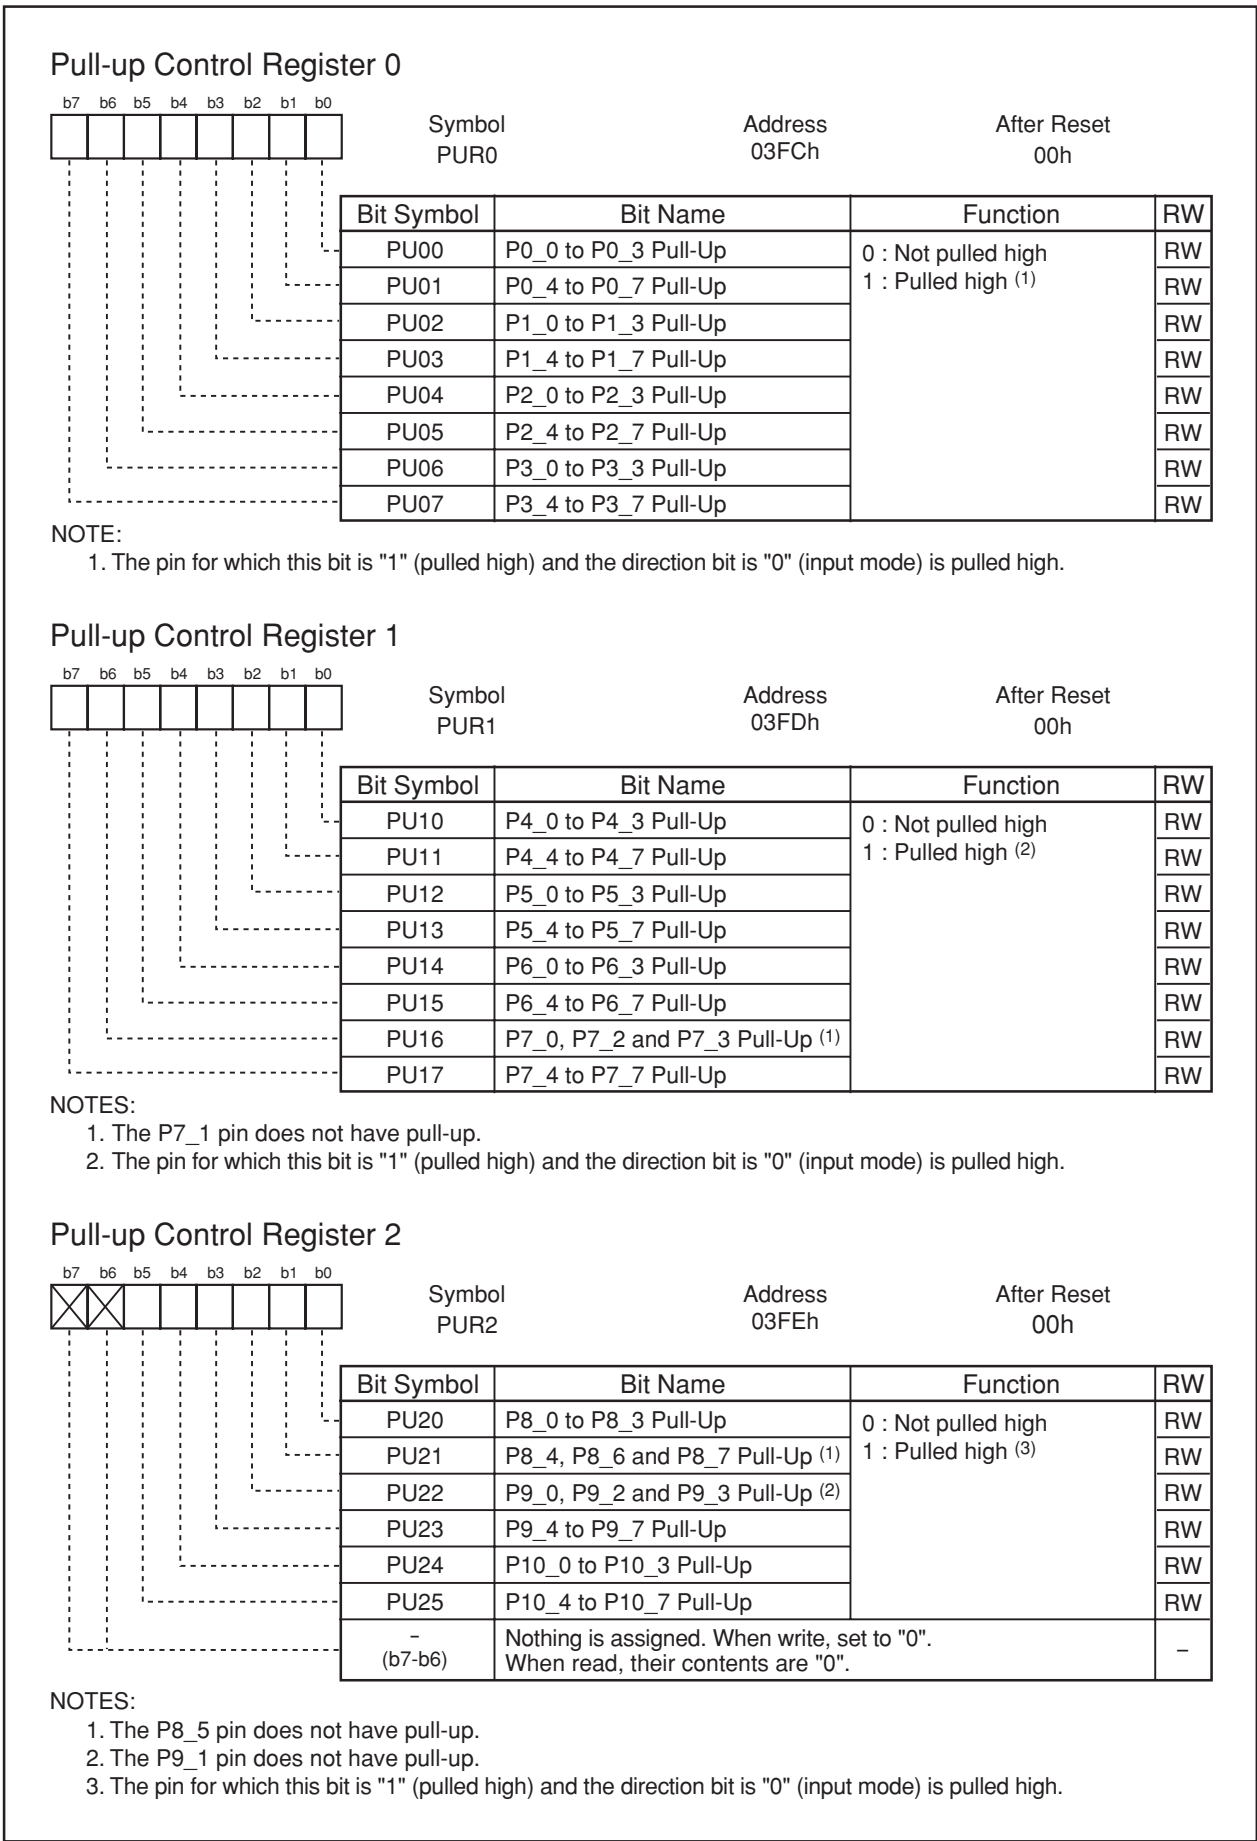 Pull-up Control Register 0
b7 b6 b5 b4 b3 b2 b1 b0
Symbol Address After Reset
PUR0 03FCh 00h
Bit Symbol Bit Name Function RW
PU00 P0_0 to P0_3 Pull-Up 0 : Not pulled high RW
PU01 P0_4 to P0_7 Pull-Up 1 : Pulled high (1) RW
PU02 P1_0 to P1_3 Pull-Up RW
PU03 P1_4 to P1_7 Pull-Up RW
PU04 P2_0 to P2_3 Pull-Up RW
PU05 P2_4 to P2_7 Pull-Up RW
PU06 P3_0 to P3_3 Pull-Up RW
PU07 P3_4 to P3_7 Pull-Up RW
NOTE:
1. The pin for which this bit is "1" (pulled high) and the direction bit is "0" (input mode) is pulled high.
Pull-up Control Register 1
b7 b6 b5 b4 b3 b2 b1 b0
Symbol Address After Reset
PUR1 03FDh 00h
Bit Symbol Bit Name Function RW
PU10 P4_0 to P4_3 Pull-Up 0 : Not pulled high RW
PU11 P4_4 to P4_7 Pull-Up 1 : Pulled high (2) RW
PU12 P5_0 to P5_3 Pull-Up RW
PU13 P5_4 to P5_7 Pull-Up RW
PU14 P6_0 to P6_3 Pull-Up RW
PU15 P6_4 to P6_7 Pull-Up RW
PU16 P7_0, P7_2 and P7_3 Pull-Up (1) RW
PU17 P7_4 to P7_7 Pull-Up RW
NOTES:
1. The P7_1 pin does not have pull-up.
2. The pin for which this bit is "1" (pulled high) and the direction bit is "0" (input mode) is pulled high.
Pull-up Control Register 2
b7 b6 b5 b4 b3 b2 b1 b0
Symbol Address After Reset
PUR2 03FEh 00h
Bit Symbol Bit Name Function RW
PU20 P8_0 to P8_3 Pull-Up 0 : Not pulled high RW
PU21 P8_4, P8_6 and P8_7 Pull-Up (1) 1 : Pulled high (3) RW
PU22 P9_0, P9_2 and P9_3 Pull-Up (2) RW
PU23 P9_4 to P9_7 Pull-Up RW
PU24 P10_0 to P10_3 Pull-Up RW
PU25 P10_4 to P10_7 Pull-Up RW
– Nothing is assigned. When write, set to "0". –
(b7-b6) When read, their contents are "0".
NOTES:
1. The P8_5 pin does not have pull-up.
2. The P9_1 pin does not have pull-up.
3. The pin for which this bit is "1" (pulled high) and the direction bit is "0" (input mode) is pulled high.